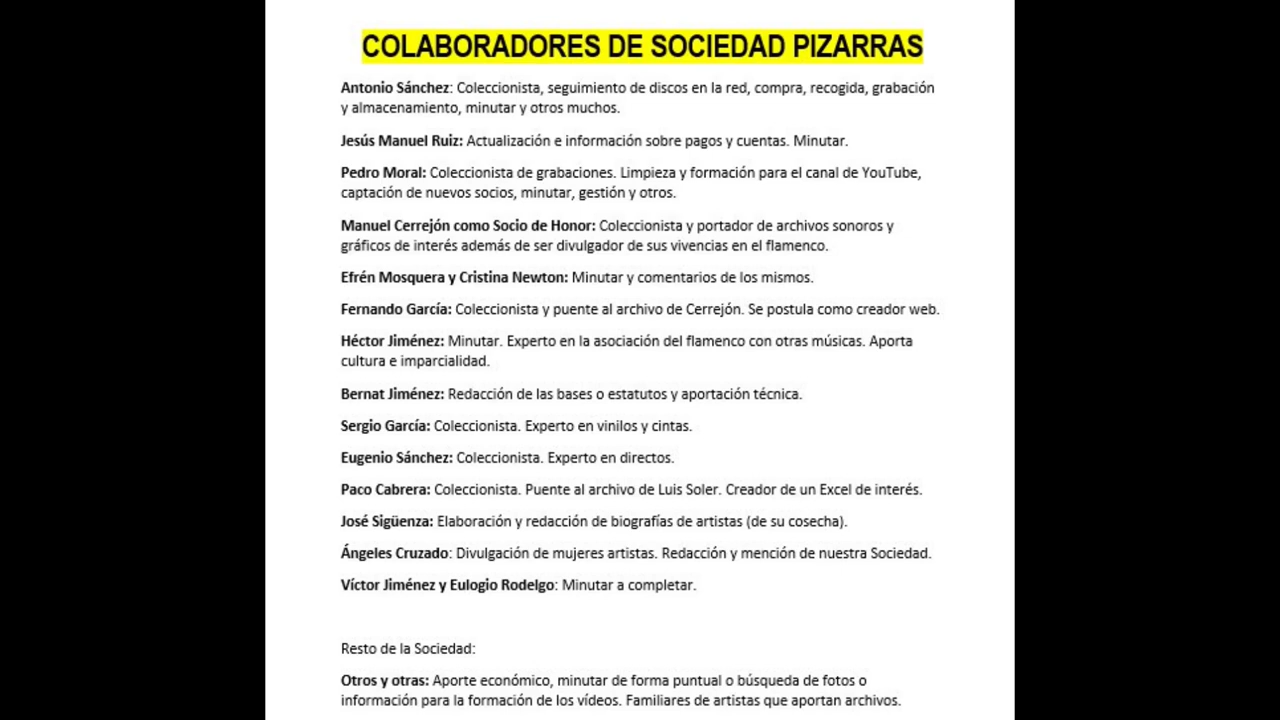 COLABORADORES DE SOCIEDAD PIZARRAS
Antonio Sánchez: Coleccionista, seguimiento de discos en la red, compra, recogida, grabación
y almacenamiento, minutar y otros muchos.
Jesús Manuel Ruiz: Actualización e información sobre pagos y cuentas. Minutar.
Pedro Moral: Coleccionista de grabaciones. Limpieza y formación para el canal de YouTube,
captación de nuevos socios, minutar, gestión y otros.
Manuel Cerrejón como Socio de Honor: Coleccionista y portador de archivos sonoros y
gráficos de interés además de ser divulgador de sus vivencias en el flamenco.
Efrén Mosquera y Cristina Newton: Minutar y comentarios de los mismos.
Fernando García: Coleccionista y puente al archivo de Cerrejón. Se postula como creador web.
Héctor Jiménez: Minutar. Experto en la asociación del flamenco con otras músicas. Aporta
cultura e imparcialidad.
Bernat Jiménez: Redacción de las bases o estatutos y aportación técnica.
Sergio García: Coleccionista. Experto en vinilos y cintas.
Eugenio Sánchez: Coleccionista. Experto en directos.
Paco Cabrera: Coleccionista. Puente al archivo de Luis Soler. Creador de un Excel de interés.
José Sigüenza: Elaboración y redacción de biografías de artistas (de su cosecha).
Ángeles Cruzado: Divulgación de mujeres artistas. Redacción y mención de nuestra Sociedad.
Víctor Jiménez y Eulogio Rodelgo: Minutar a completar.
Resto de la Sociedad:
Otros y otras: Aporte económico, minutar de forma puntual o búsqueda de fotos o
información para la formación de los vídeos. Familiares de artistas que aportan archivos.